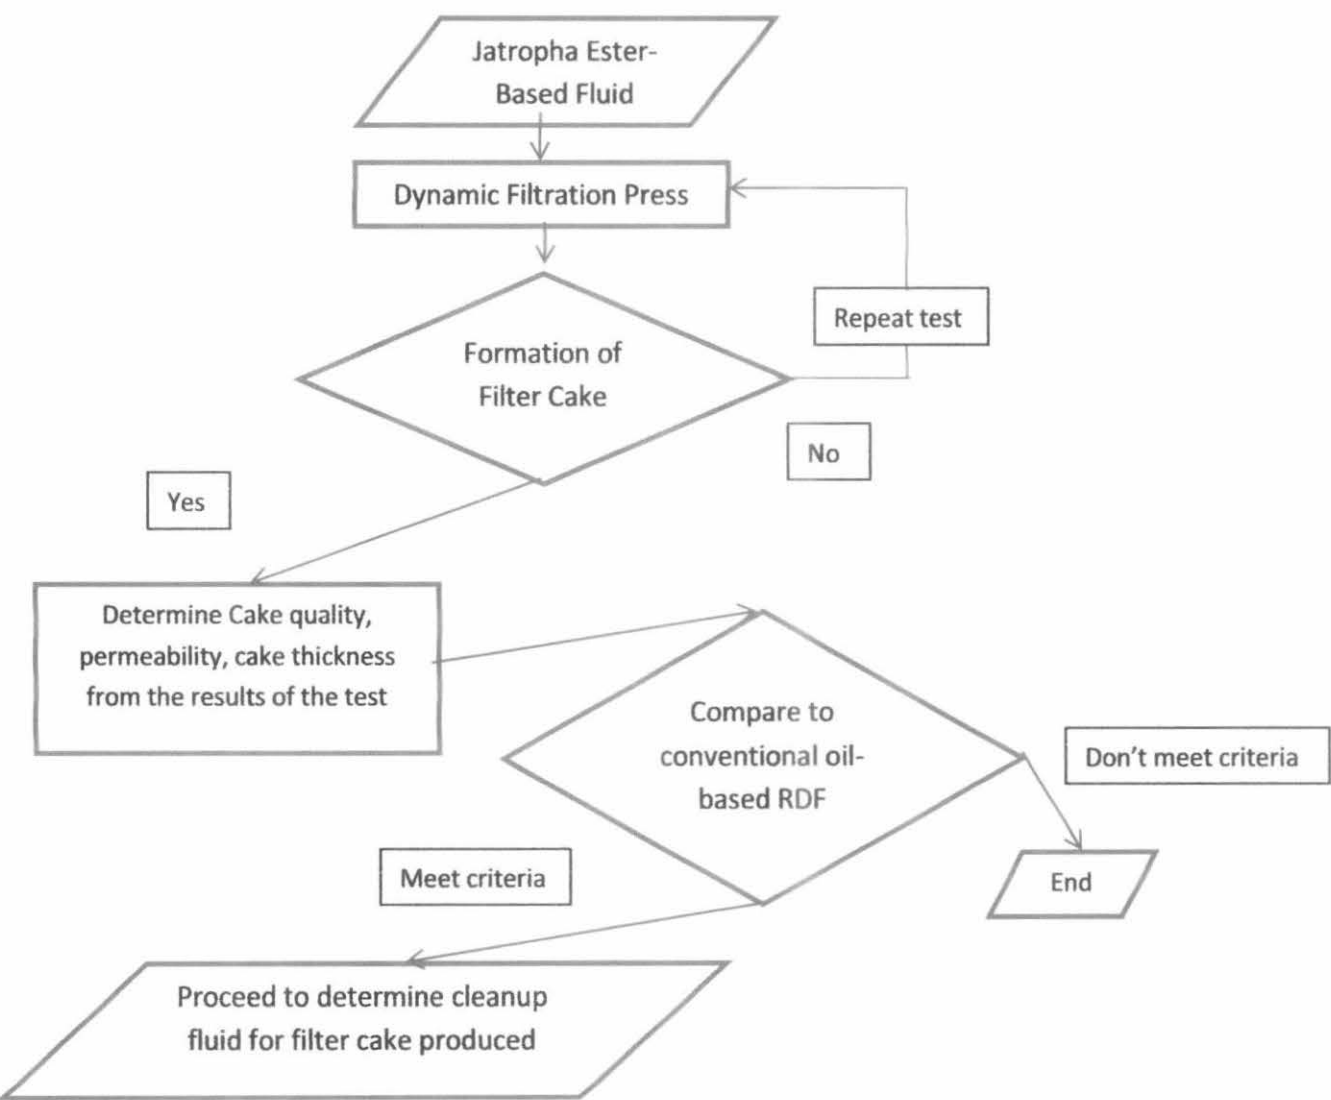 Jatropha Ester-
Based Fluid
Dynamic Filtration Press
Repeat test
Formation of
Filter Cake
No
Yes
Determine Cake quality,
permeability, cake thickness
from the results of the test
Compare to
conventional oil-
based RDF
Don't meet criteria
Meet criteria
End
Proceed to determine cleanup
fluid for filter cake produced